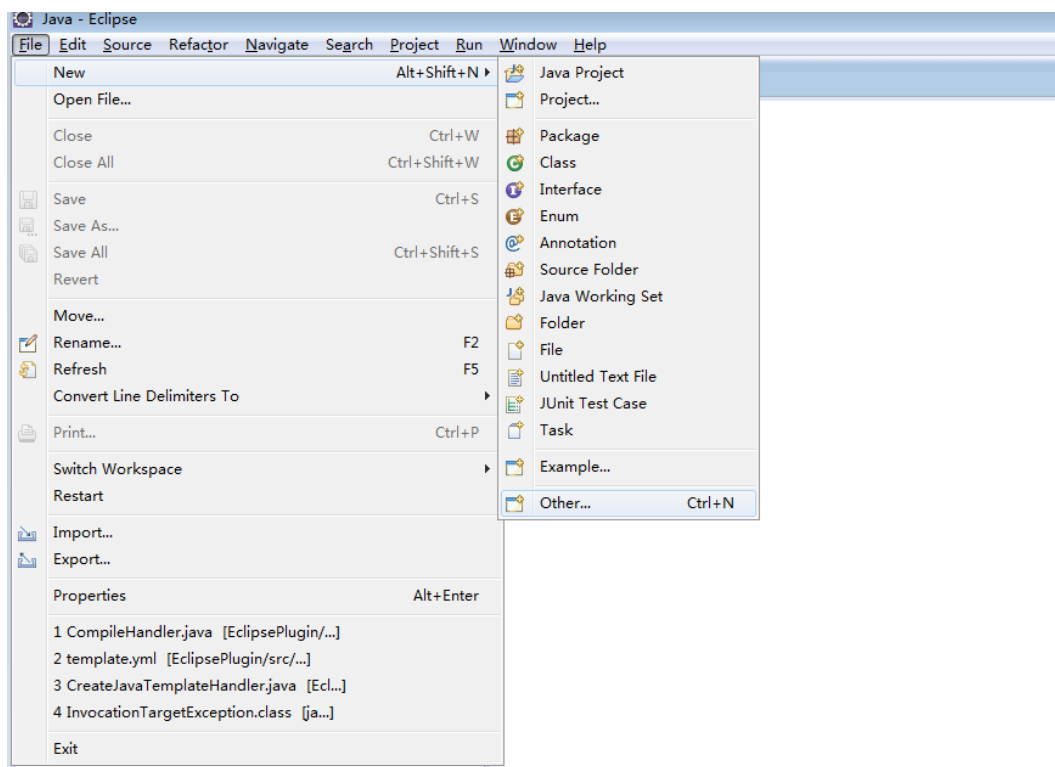 Java - Eclipse
File Edit Source Refactor Navigate Search Project Run Window Help
New Alt+Shift+N
Open File...
Close Ctrl+W
Close All Ctrl+Shift+W
Save Ctrl+S
Save As...
Save All Ctrl+Shift+S
Revert
Move...
Rename... F2
Refresh F5
Convert Line Delimiters To
Print... Ctrl+P
Switch Workspace
Restart
Import...
Export...
Properties Alt+Enter
1 CompileHandler.java [EclipsePlugin/...]
2 template.yml [EclipsePlugin/src/...]
3 CreateJavaTemplateHandler.java [Ecl...]
4 InvocationTargetException.class [ja...]
Exit
Java Project
Project...
Package
Class
Interface
Enum
Annotation
Source Folder
Java Working Set
Folder
File
Untitled Text File
JUnit Test Case
Task
Example...
Other... Ctrl+N